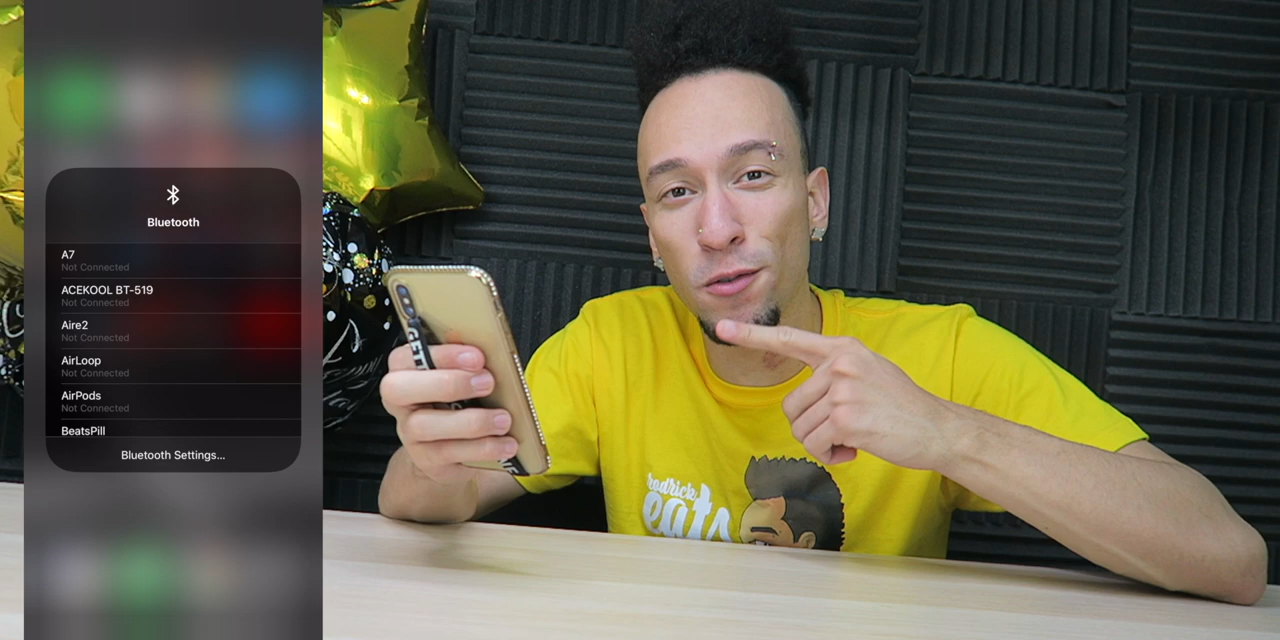 Bluetooth
A7
Not Connected
ACEKOOL BT-519
Not Connected
Aire2
Not Connected
AirLoop
Not Connected
AirPods
Not Connected
BeatsPill
Bluetooth Settings...
rodrick
eats